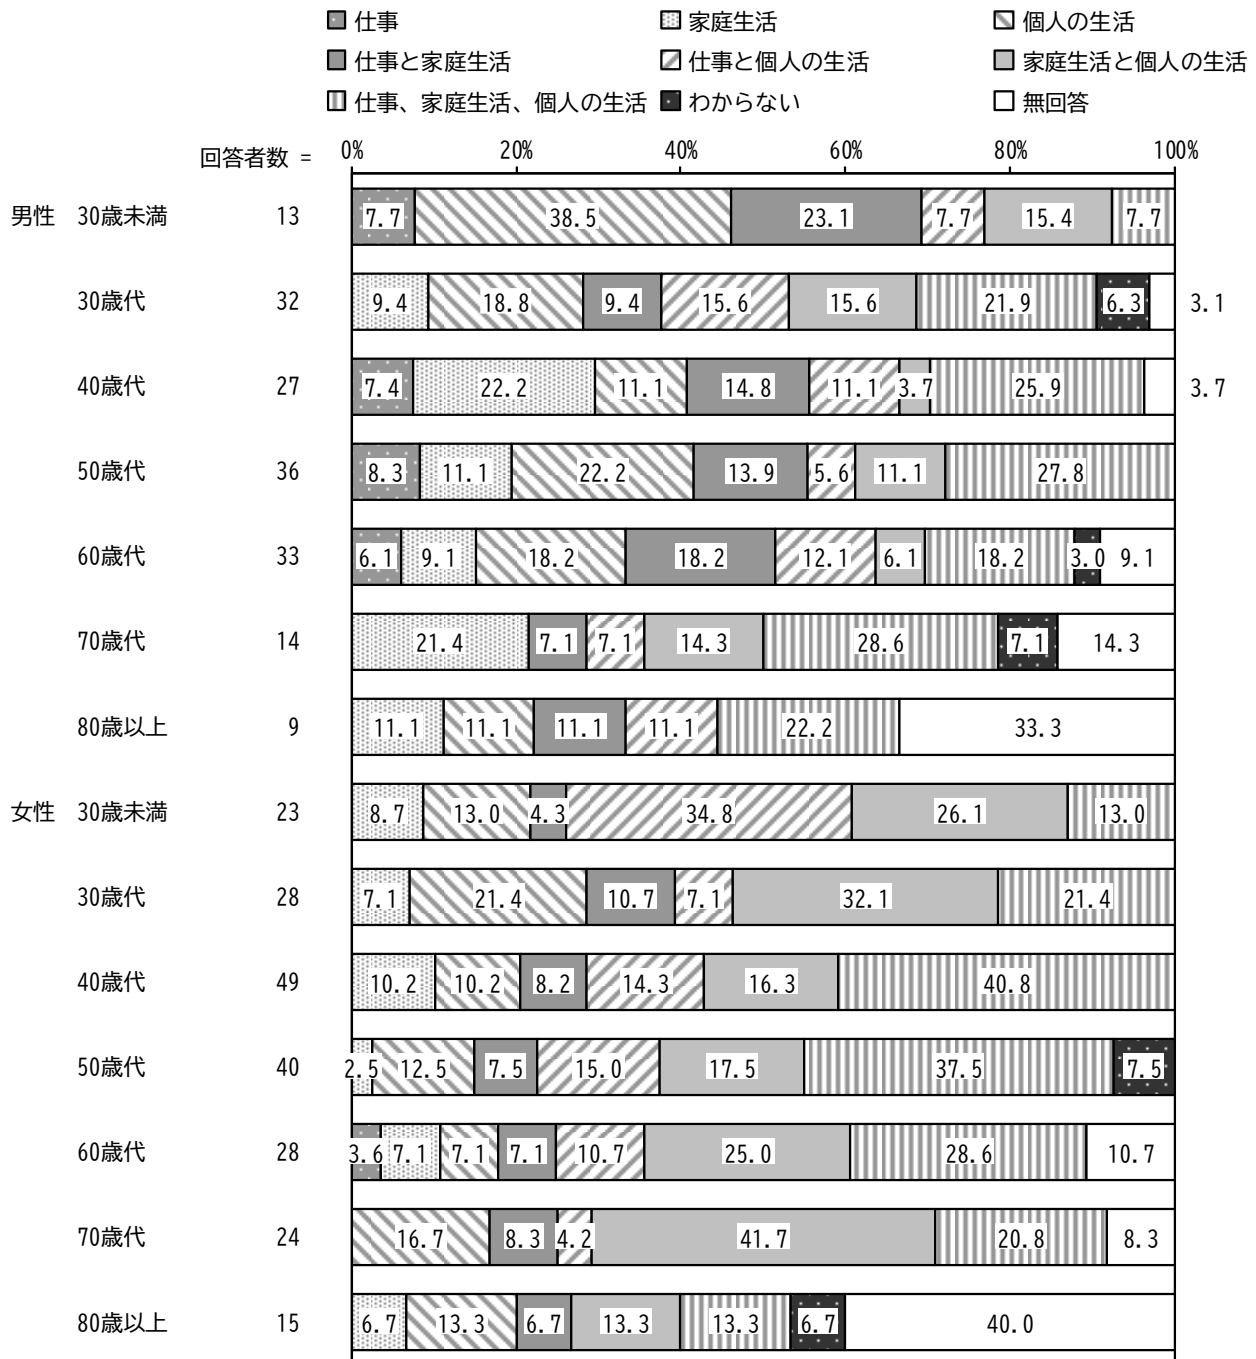 仕事 家庭生活 個人の生活
仕事と家庭生活 仕事と個人の生活 家庭生活と個人の生活
仕事、家庭生活、個人の生活 わからない 無回答
回答者数 = 0% 20% 40% 60% 80% 100%
男性 30歳未満 13 7.7 38.5 23.1 7.7 15.4 7.7
30歳代 32 9.4 18.8 9.4 15.6 15.6 21.9 6.3 3.1
40歳代 27 7.4 22.2 11.1 14.8 11.1 3.7 25.9 3.7
50歳代 36 8.3 11.1 22.2 13.9 5.6 11.1 27.8
60歳代 33 6.1 9.1 18.2 18.2 12.1 6.1 18.2 3.0 9.1
70歳代 14 21.4 7.1 7.1 14.3 28.6 7.1 14.3
80歳以上 9 11.1 11.1 11.1 11.1 22.2 33.3
女性 30歳未満 23 8.7 13.0 4.3 34.8 26.1 13.0
30歳代 28 7.1 21.4 10.7 7.1 32.1 21.4
40歳代 49 10.2 10.2 8.2 14.3 16.3 40.8
50歳代 40 2.5 12.5 7.5 15.0 17.5 37.5 7.5
60歳代 28 3.6 7.1 7.1 7.1 10.7 25.0 28.6 10.7
70歳代 24 16.7 8.3 4.2 41.7 20.8 8.3
80歳以上 15 6.7 13.3 6.7 13.3 13.3 6.7 40.0